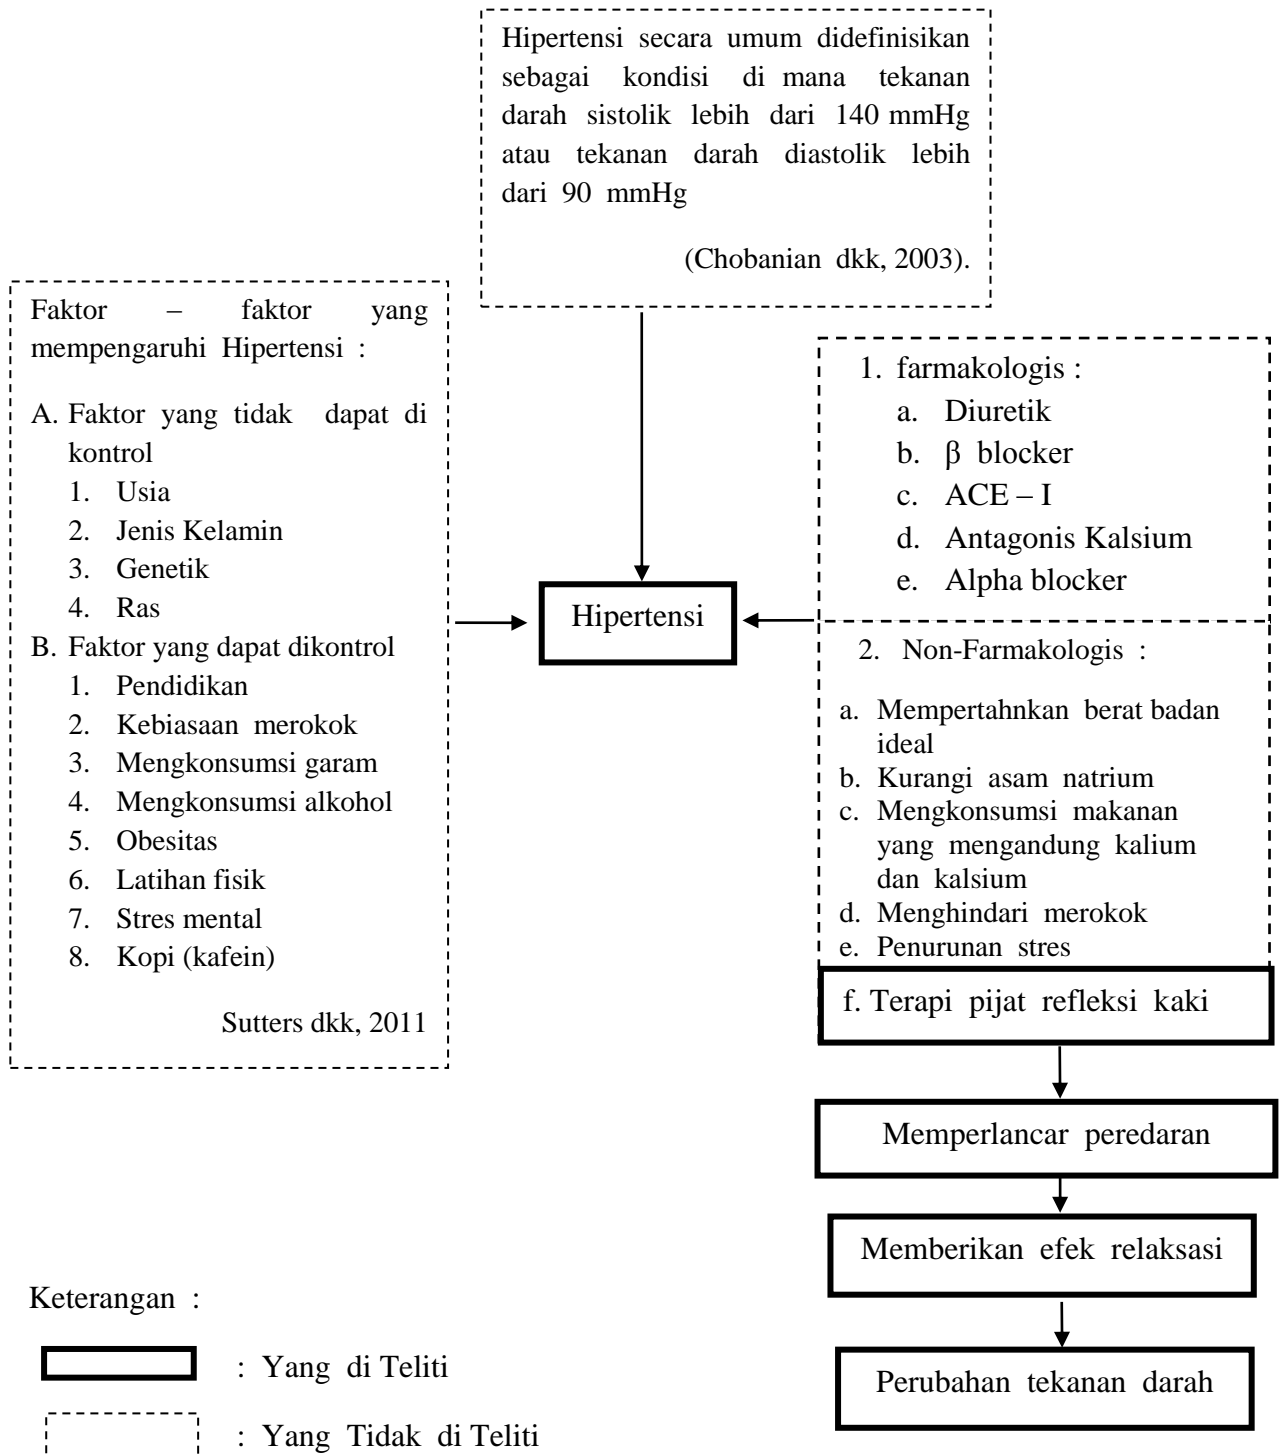 Hipertensi secara umum didefinisikan
sebagai kondisi di mana tekanan
darah sistolik lebih dari 140 mmHg
atau tekanan darah diastolik lebih
dari 90 mmHg
(Chobanian dkk, 2003).
Faktor – faktor yang
mempengaruhi Hipertensi :
A. Faktor yang tidak dapat di
kontrol
1. Usia
2. Jenis Kelamin
3. Genetik
4. Ras
B. Faktor yang dapat dikontrol
1. Pendidikan
2. Kebiasaan merokok
3. Mengkonsumsi garam
4. Mengkonsumsi alkohol
5. Obesitas
6. Latihan fisik
7. Stres mental
8. Kopi (kafein)
Sutters dkk, 2011
Hipertensi
1. farmakologis :
a. Diuretik
b. β blocker
c. ACE – I
d. Antagonis Kalsium
e. Alpha blocker
2. Non-Farmakologis :
a. Mempertahnkan berat badan
ideal
b. Kurangi asam natrium
c. Mengkonsumsi makanan
yang mengandung kalium
dan kalsium
d. Menghindari merokok
e. Penurunan stres
f. Terapi pijat refleksi kaki
Memperlancar peredaran
Memberikan efek relaksasi
Perubahan tekanan darah
Keterangan :
: Yang di Teliti
: Yang Tidak di Teliti